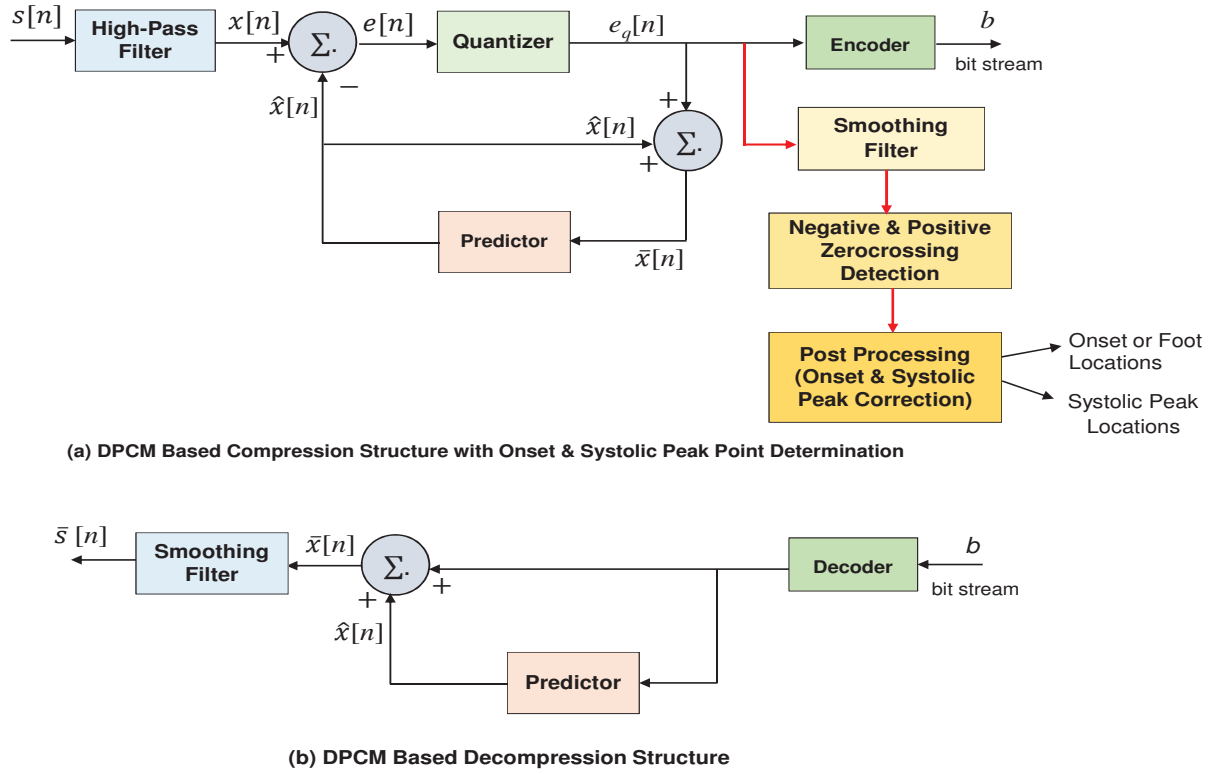 s[n]
High-Pass
Filter
x[n]
+
Σ.
−
e[n]
Quantizer
e_q[n]
Encoder
b
bit stream
x̂[n]
x̂[n]
+
+
Σ.
Predictor
x̄[n]
Smoothing
Filter
Negative & Positive
Zerocrossing
Detection
Post Processing
(Onset & Systolic
Peak Correction)
Onset or Foot
Locations
Systolic Peak
Locations
(a) DPCM Based Compression Structure with Onset & Systolic Peak Point Determination
s̄ [n]
Smoothing
Filter
x̄[n]
Σ.
+
+
x̂[n]
Predictor
Decoder
b
bit stream
(b) DPCM Based Decompression Structure